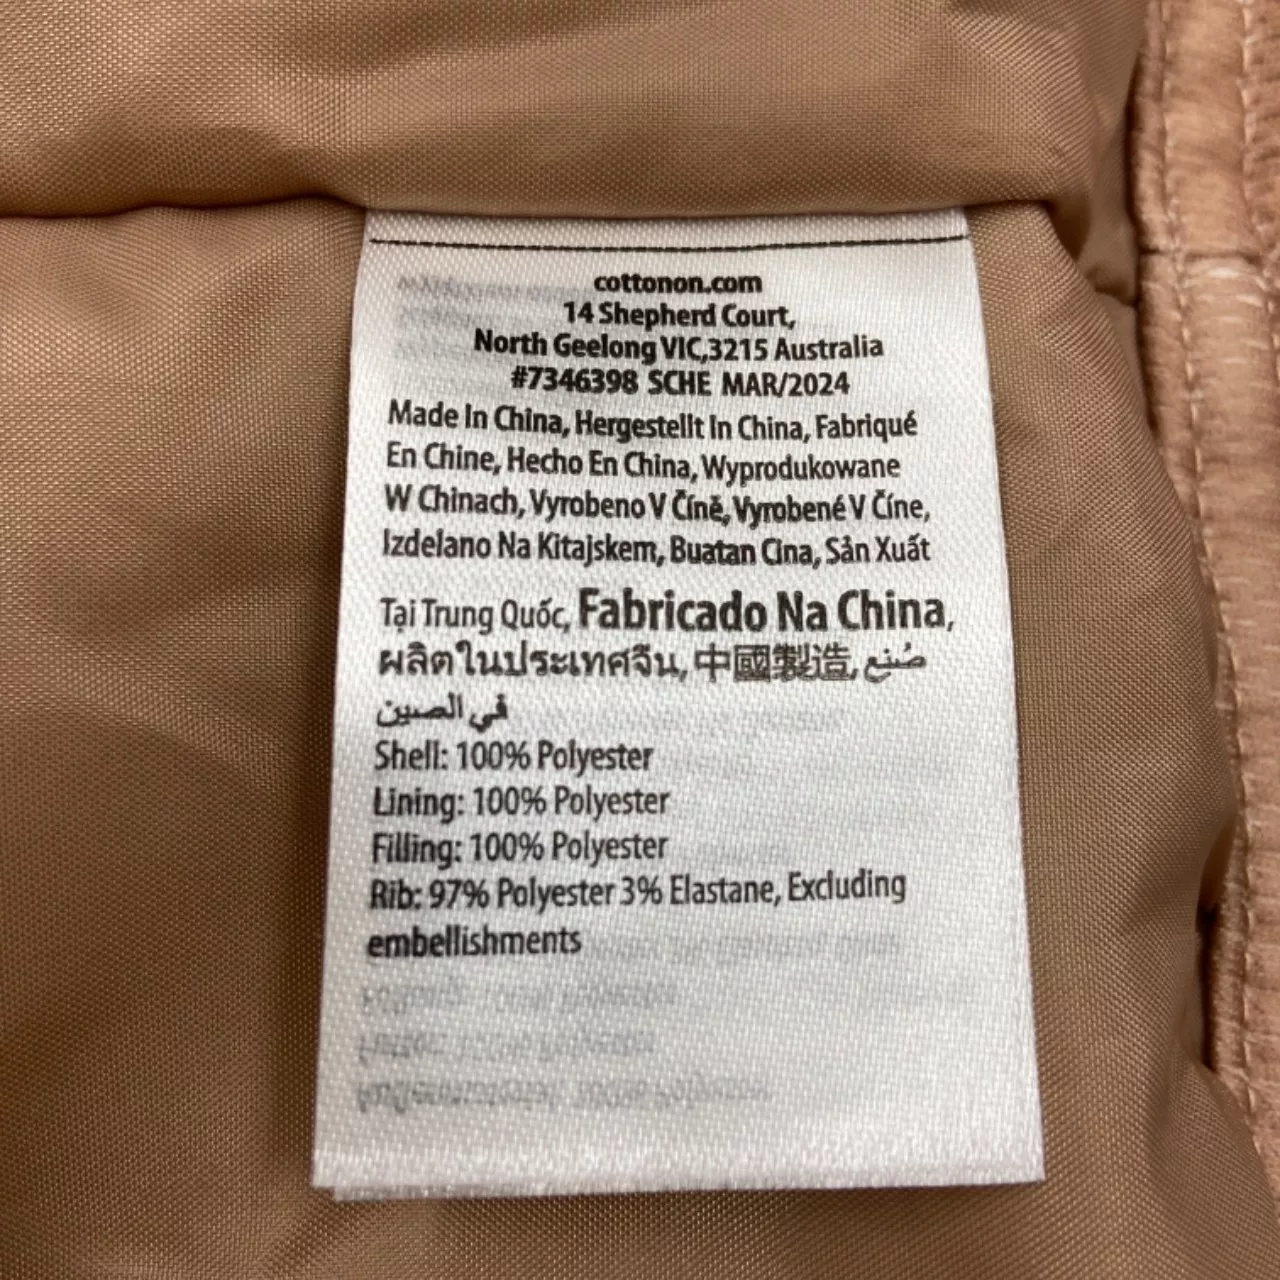 cottonon.com
14 Shepherd Court,
North Geelong VIC,3215 Australia
#7346398 SCHE MAR/2024
Made In China, Hergestellt In China, Fabriqué
En Chine, Hecho En China, Wyprodukowane
W Chinach, Vyrobeno V Číně, Vyrobené V Číne,
Izdelano Na Kitajskem, Buatan Cina, Sản Xuất
Tại Trung Quốc, Fabricado Na China,
ผลิตในประเทศจีน, 中國製造, صُنع
في الصين
Shell: 100% Polyester
Lining: 100% Polyester
Filling: 100% Polyester
Rib: 97% Polyester 3% Elastane, Excluding
embellishments